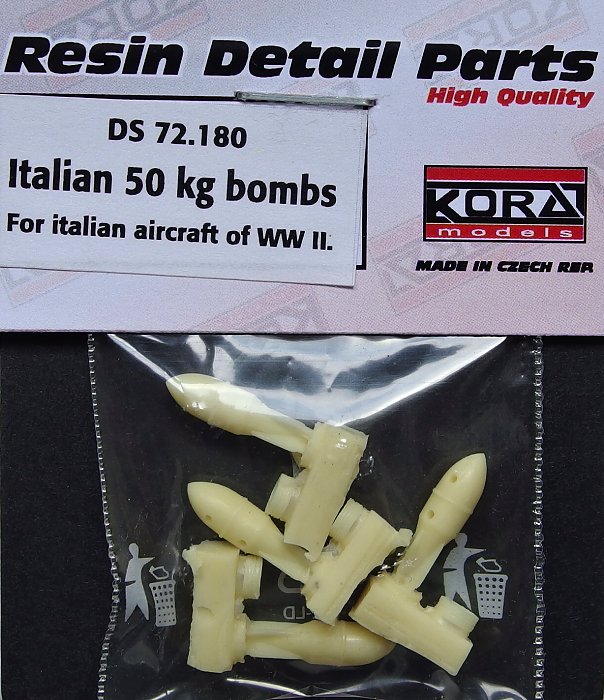 Resin Detail Parts
High Quality
DS 72.180
Italian 50 kg bombs
For italian aircraft of WW II.
KORA
models
MADE IN CZECH REP.